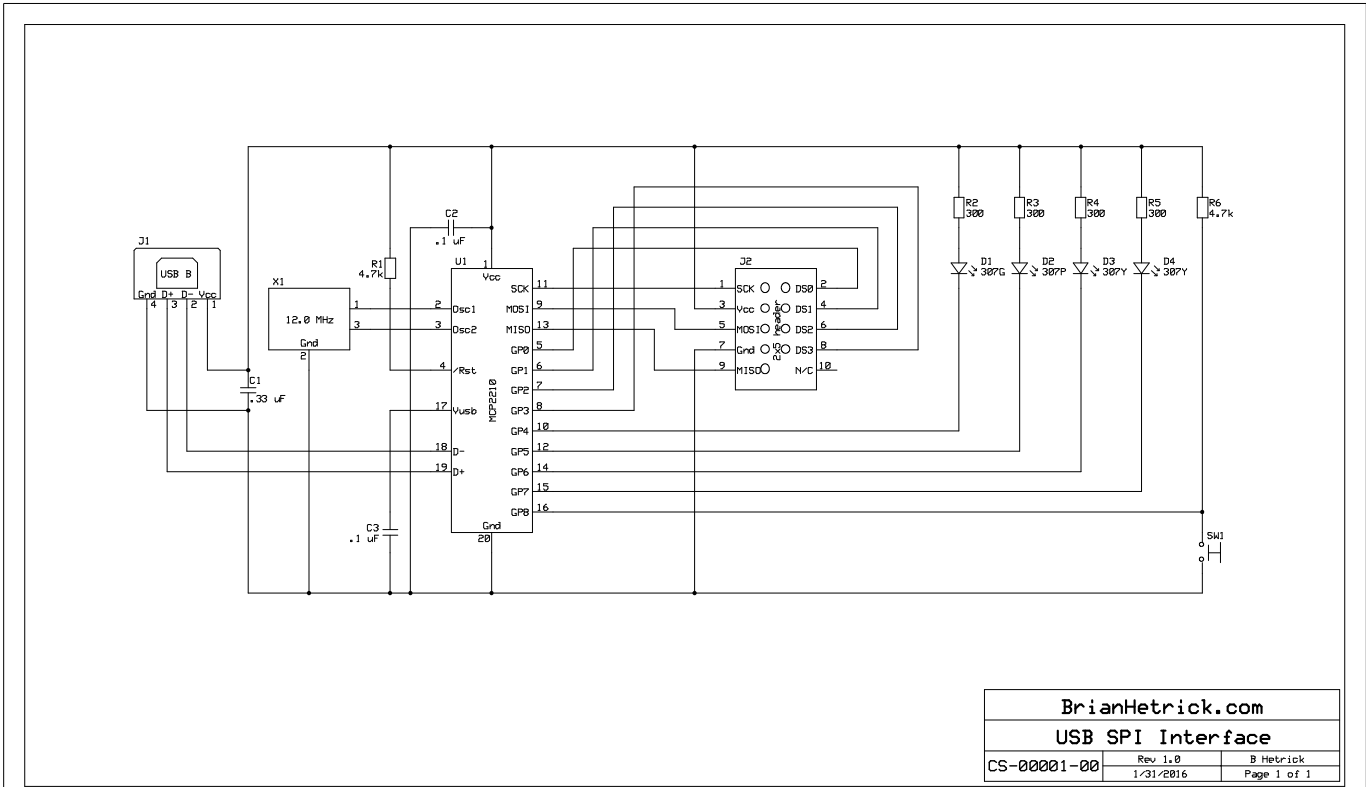 J1
USB B
Gnd D+ D- Vcc
4 3 2 1
C1
.33 uF
X1
12.0 MHz
Gnd
1
3
2
R1
4.7k
C2
.1 uF
C3
.1 uF
U1
MCP2210
1
Vcc
2 Osc1
3 Osc2
4 /Rst
17 Vusb
18 D-
19 D+
Gnd
20
SCK 11
MOSI 9
MISO 13
GP0 5
GP1 6
GP2 7
GP3 8
GP4 10
GP5 12
GP6 14
GP7 15
GP8 16
J2
2x5 header
1 SCK DS0 2
3 Vcc DS1 4
5 MOSI DS2 6
7 Gnd DS3 8
9 MISO N/C 10
R2
300
R3
300
R4
300
R5
300
R6
4.7k
D1
307G
D2
307P
D3
307Y
D4
307Y
SW1
BrianHetrick.com
USB SPI Interface
CS-00001-00
Rev 1.0
B Hetrick
1/31/2016
Page 1 of 1